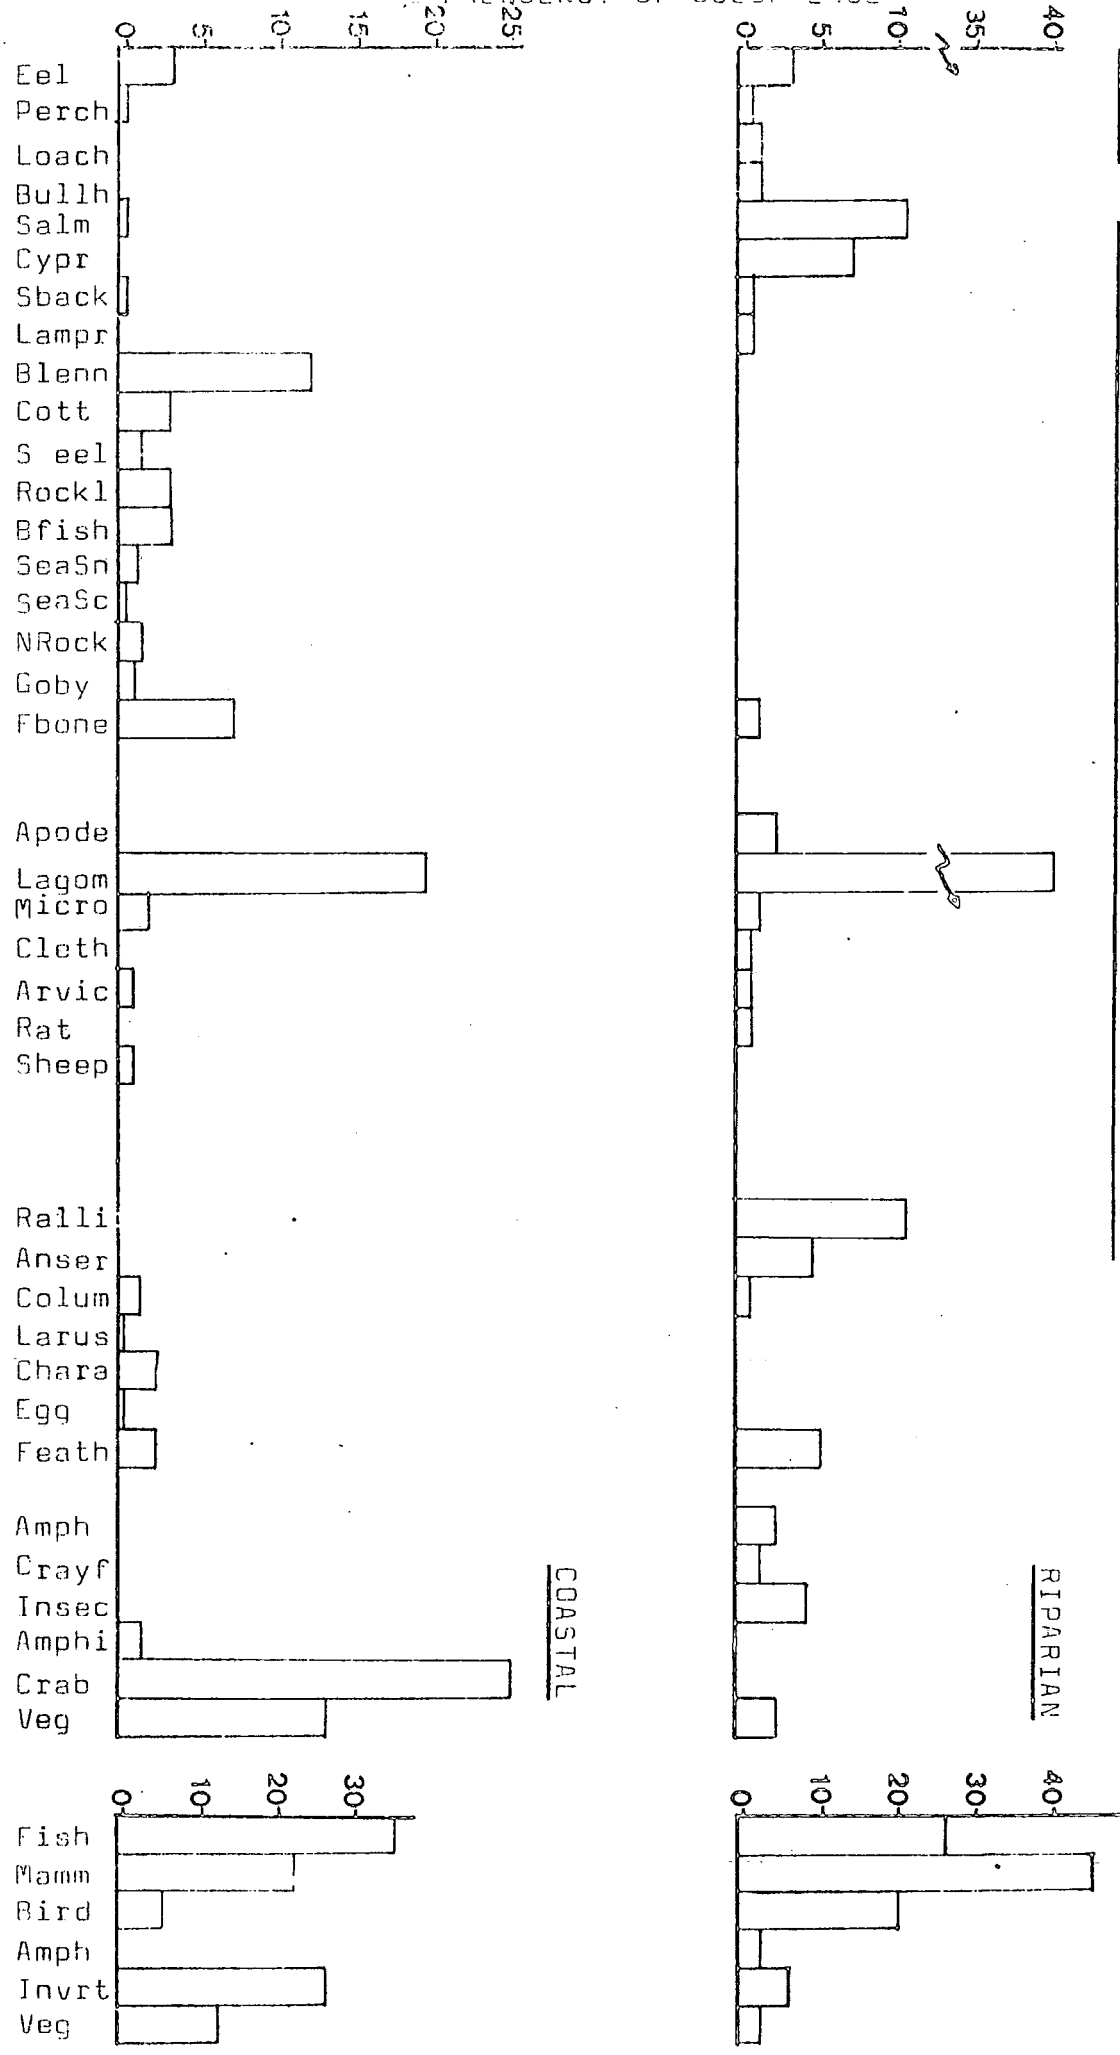 0 5 10 15 20 25
0 5 10 35 40
Eel
Perch
Loach
Bullh
Salm
Cypr
Sback
Lampr
Blenn
Cott
S eel
Rockl
Bfish
SeaSn
SeaSc
NRock
Goby
Fbone
Apode
Lagom
Micro
Cleth
Arvic
Rat
Sheep
Ralli
Anser
Colum
Larus
Chara
Egg
Feath
Amph
Crayf
Insec
Amphi
Crab
Veg
COASTAL
RIPARIAN
0 10 20 30
0 10 20 30 40
Fish
Mamm
Bird
Amph
Invrt
Veg